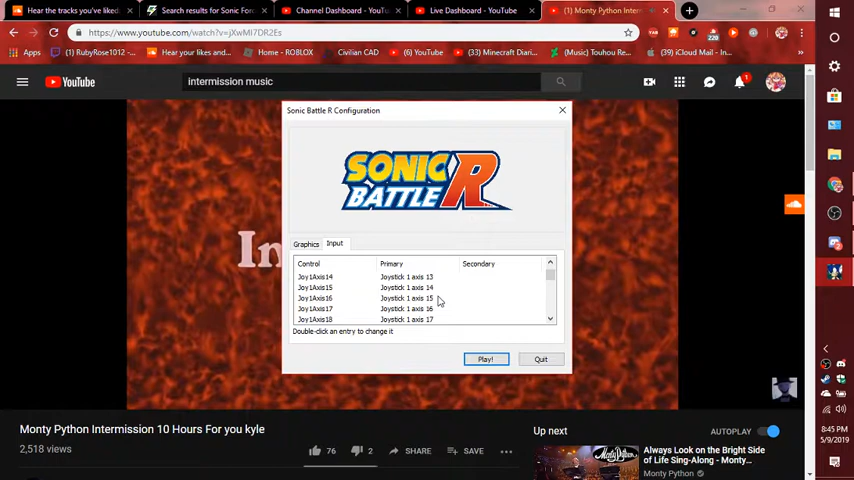 Hear the tracks you've liked
Search results for Sonic Forc
Channel Dashboard - YouTu
Live Dashboard - YouTube
(1) Monty Python Interm
https://www.youtube.com/watch?v=jXwMI7DR2Es
Apps
(1) RubyRose1012 -
Hear your likes and
Home - ROBLOX
Civilian CAD
(6) YouTube
(33) Minecraft Diarie
(Music) Touhou Re
(39) iCloud Mail - In
220
YouTube
intermission music
1
In
Sonic Battle R Configuration
SONIC
BATTLE R
Graphics
Input
Control Primary Secondary
Joy1Axis14 Joystick 1 axis 13
Joy1Axis15 Joystick 1 axis 14
Joy1Axis16 Joystick 1 axis 15
Joy1Axis17 Joystick 1 axis 16
Joy1Axis18 Joystick 1 axis 17
Double-click an entry to change it
Play!
Quit
Monty Python Intermission 10 Hours For you kyle
2,518 views
76
2
SHARE
SAVE
Up next
AUTOPLAY
Always Look on the Bright Side
of Life Sing-Along - Monty...
Monty Python
8:45 PM
5/9/2019